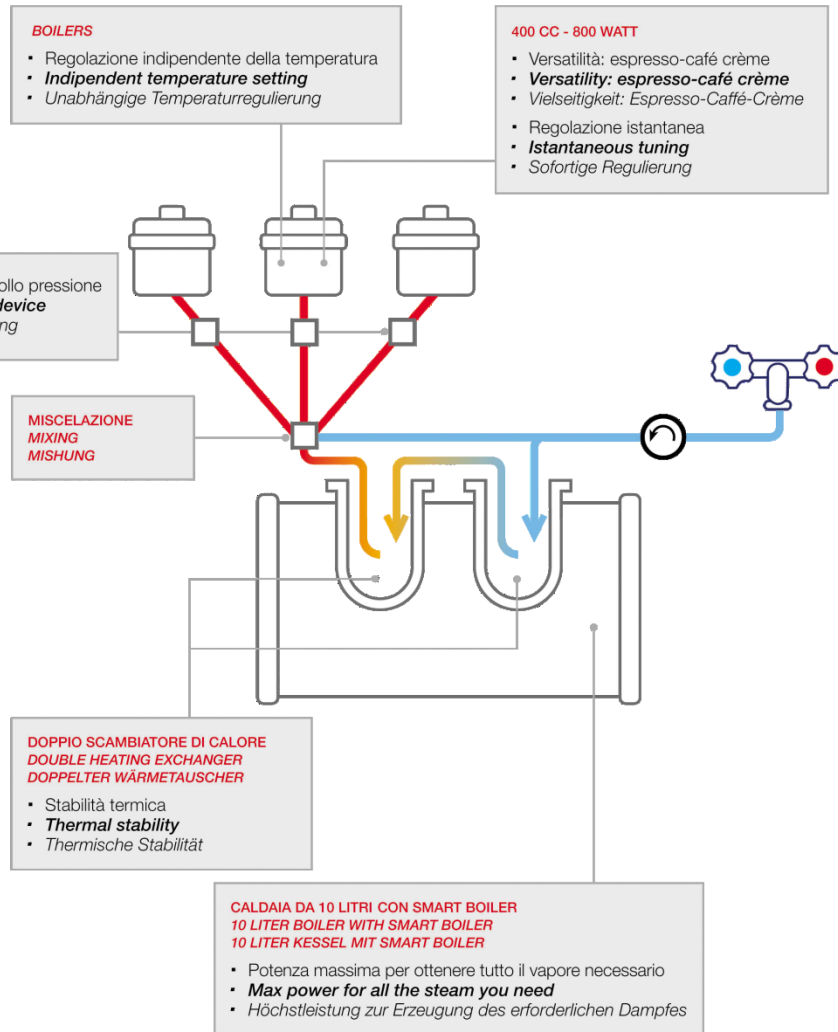 BOILERS
▪ Regolazione indipendente della temperatura
▪ Indipendent temperature setting
▪ Unabhängige Temperaturregulierung
400 CC - 800 WATT
▪ Versatilità: espresso-café crème
▪ Versatility: espresso-café crème
▪ Vielseitigkeit: Espresso-Caffé-Crème
▪ Regolazione istantanea
▪ Istantaneous tuning
▪ Sofortige Regulierung
pressione
device
MISCELAZIONE
MIXING
MISHUNG
DOPPIO SCAMBIATORE DI CALORE
DOUBLE HEATING EXCHANGER
DOPPELTER WÄRMETAUSCHER
▪ Stabilità termica
▪ Thermal stability
▪ Thermische Stabilität
CALDAIA DA 10 LITRI CON SMART BOILER
10 LITER BOILER WITH SMART BOILER
10 LITER KESSEL MIT SMART BOILER
▪ Potenza massima per ottenere tutto il vapore necessario
▪ Max power for all the steam you need
▪ Höchstleistung zur Erzeugung des erforderlichen Dampfes